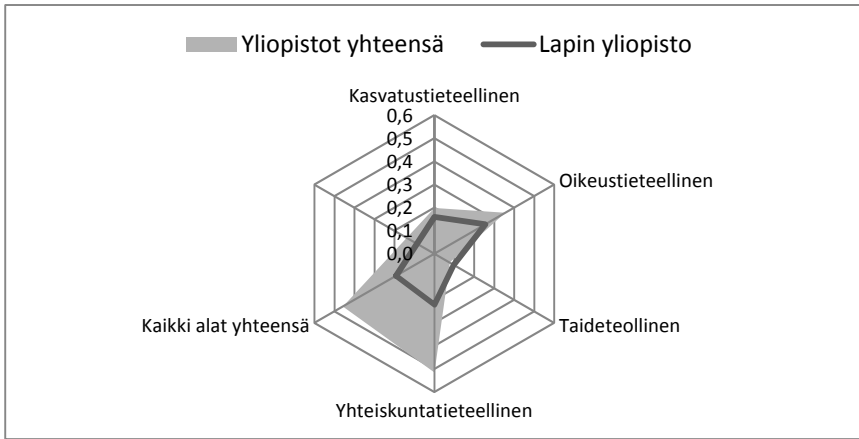 Yliopistot yhteensä Lapin yliopisto
Kasvatustieteellinen
0,6
0,5
Oikeustieteellinen
0,4
0,3
0,2
0,1
0,0
Kaikki alat yhteensä
Taideteollinen
Yhteiskuntatieteellinen